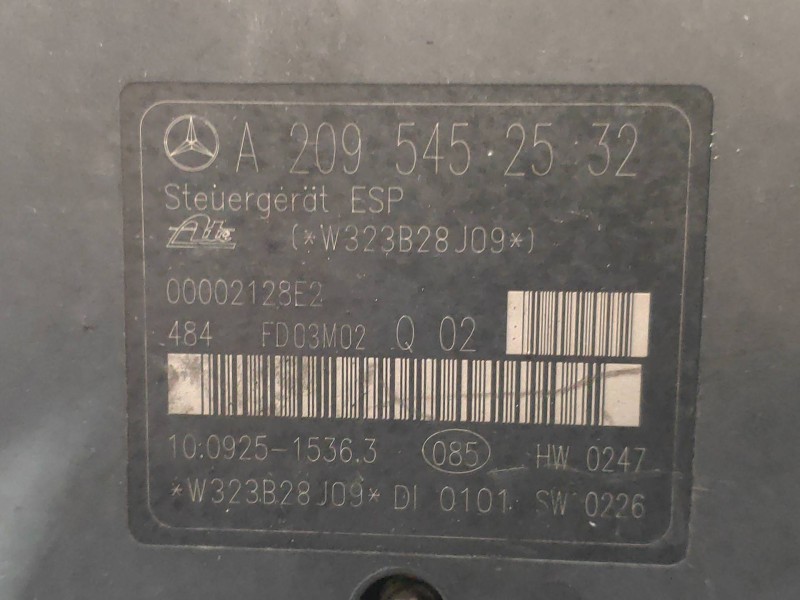 A 209 545 25 32
Steuergerät ESP
Ate (*W323B28J09*)
00002128E2
484 FD03M02 Q 02
10.0925-1536.3 085 HW 0247
*W323B28J09* DI 0101 SW 0226